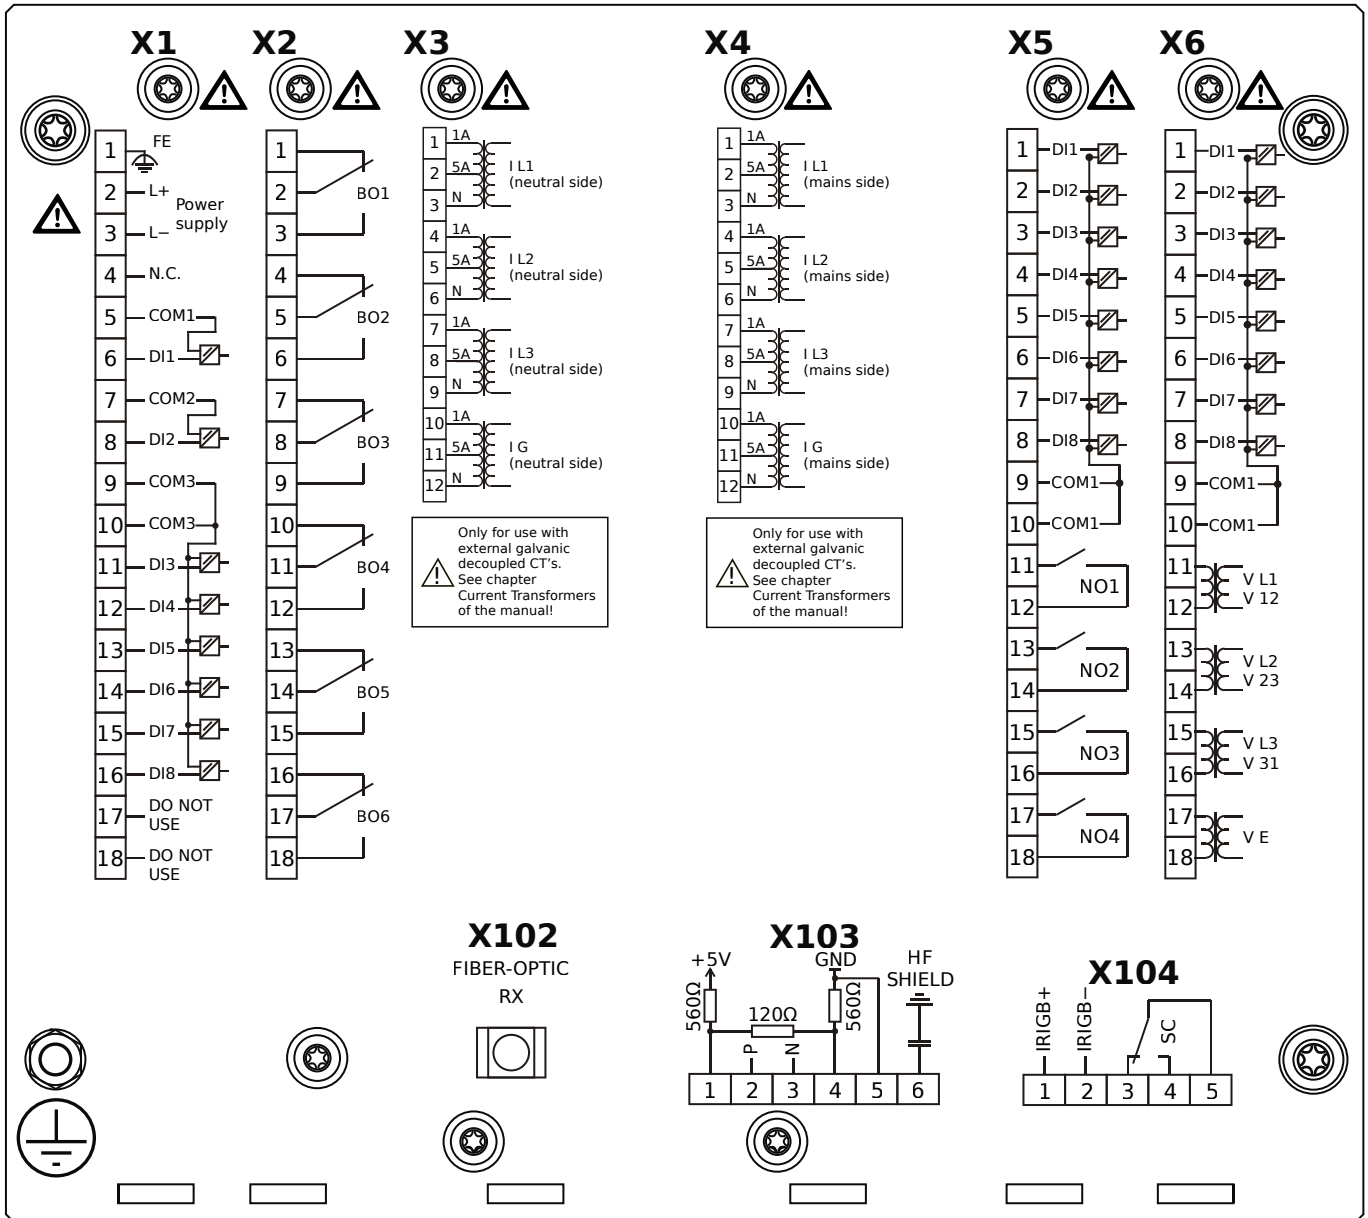 X1
X2
X3
X4
X5
X6
1
FE
2
L+
Power
supply
3
L−
4
N.C.
5
COM1
6
DI1
7
COM2
8
DI2
9
COM3
10
COM3
11
DI3
12
DI4
13
DI5
14
DI6
15
DI7
16
DI8
17
DO NOT
USE
18
DO NOT
USE
1
2
BO1
3
4
5
BO2
6
7
8
BO3
9
10
11
BO4
12
13
14
BO5
15
16
17
BO6
18
1
1A
2
5A
I L1
(neutral side)
3
N
4
1A
5
5A
I L2
(neutral side)
6
N
7
1A
8
5A
I L3
(neutral side)
9
N
10
1A
11
5A
I G
(neutral side)
12
N
Only for use with
external galvanic
decoupled CT's.
See chapter
Current Transformers
of the manual!
1
1A
2
5A
I L1
(mains side)
3
N
4
1A
5
5A
I L2
(mains side)
6
N
7
1A
8
5A
I L3
(mains side)
9
N
10
1A
11
5A
I G
(mains side)
12
N
Only for use with
external galvanic
decoupled CT's.
See chapter
Current Transformers
of the manual!
1
DI1
2
DI2
3
DI3
4
DI4
5
DI5
6
DI6
7
DI7
8
DI8
9
COM1
10
COM1
11
NO1
12
13
NO2
14
15
NO3
16
17
NO4
18
1
DI1
2
DI2
3
DI3
4
DI4
5
DI5
6
DI6
7
DI7
8
DI8
9
COM1
10
COM1
11
V L1
V 12
12
13
V L2
V 23
14
15
V L3
V 31
16
17
V E
18
X102
FIBER-OPTIC
RX
X103
+5V
GND
HF
SHIELD
560Ω
120Ω
560Ω
P
N
1
2
3
4
5
6
X104
IRIGB+
IRIGB−
SC
1
2
3
4
5